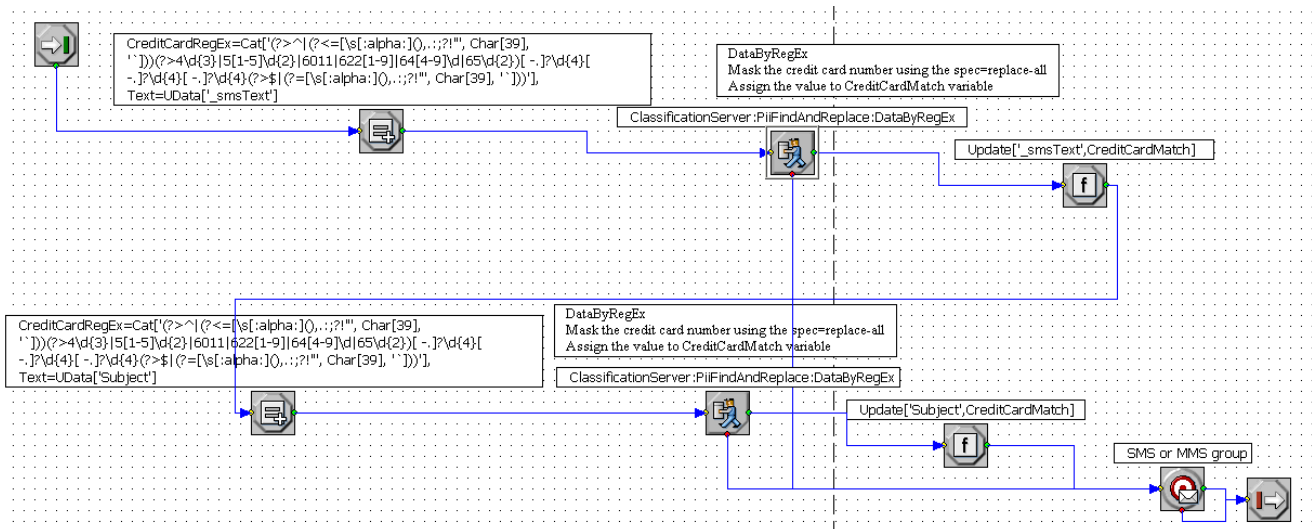 CreditCardRegEx=Cat['(?>^|(?<=[\s[:alpha:](),.:;?!"', Char[39],
'`]))(?>4\d{3}|5[1-5]\d{2}|6011|622[1-9]|64[4-9]\d|65\d{2})[ -.]?\d{4}[
-.]?\d{4}[ -.]?\d{4}(?>$|(?=[\s[:alpha:](),.:;?!"', Char[39], '`]))'],
Text=UData['_smsText']
DataByRegEx
Mask the credit card number using the spec=replace-all
Assign the value to CreditCardMatch variable
ClassificationServer:PiiFindAndReplace:DataByRegEx
Update['_smsText',CreditCardMatch]
f
DataByRegEx
Mask the credit card number using the spec=replace-all
Assign the value to CreditCardMatch variable
CreditCardRegEx=Cat['(?>^|(?<=[\s[:alpha:](),.:;?!"', Char[39],
'`]))(?>4\d{3}|5[1-5]\d{2}|6011|622[1-9]|64[4-9]\d|65\d{2})[ -.]?\d{4}[
-.]?\d{4}[ -.]?\d{4}(?>$|(?=[\s[:alpha:](),.:;?!"', Char[39], '`]))'],
Text=UData['Subject']
ClassificationServer:PiiFindAndReplace:DataByRegEx
Update['Subject',CreditCardMatch]
f
SMS or MMS group